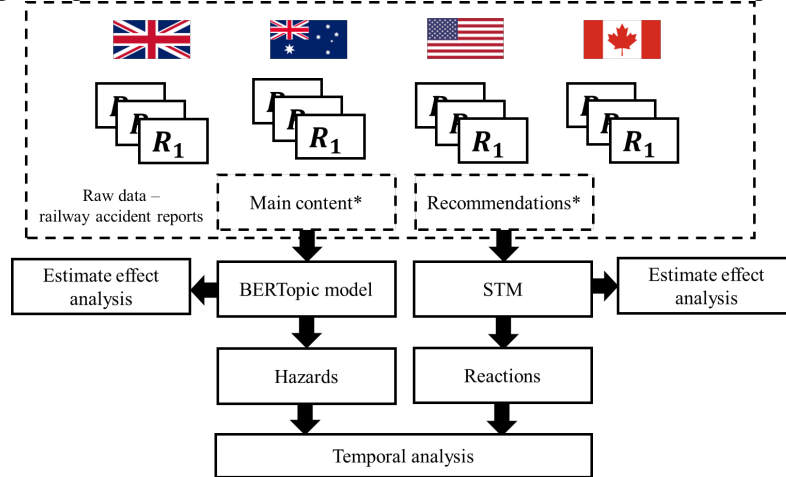 R₁
R₁
R₁
R₁
Raw data –
railway accident reports
Main content*
Recommendations*
Estimate effect
analysis
BERTopic model
STM
Estimate effect
analysis
Hazards
Reactions
Temporal analysis